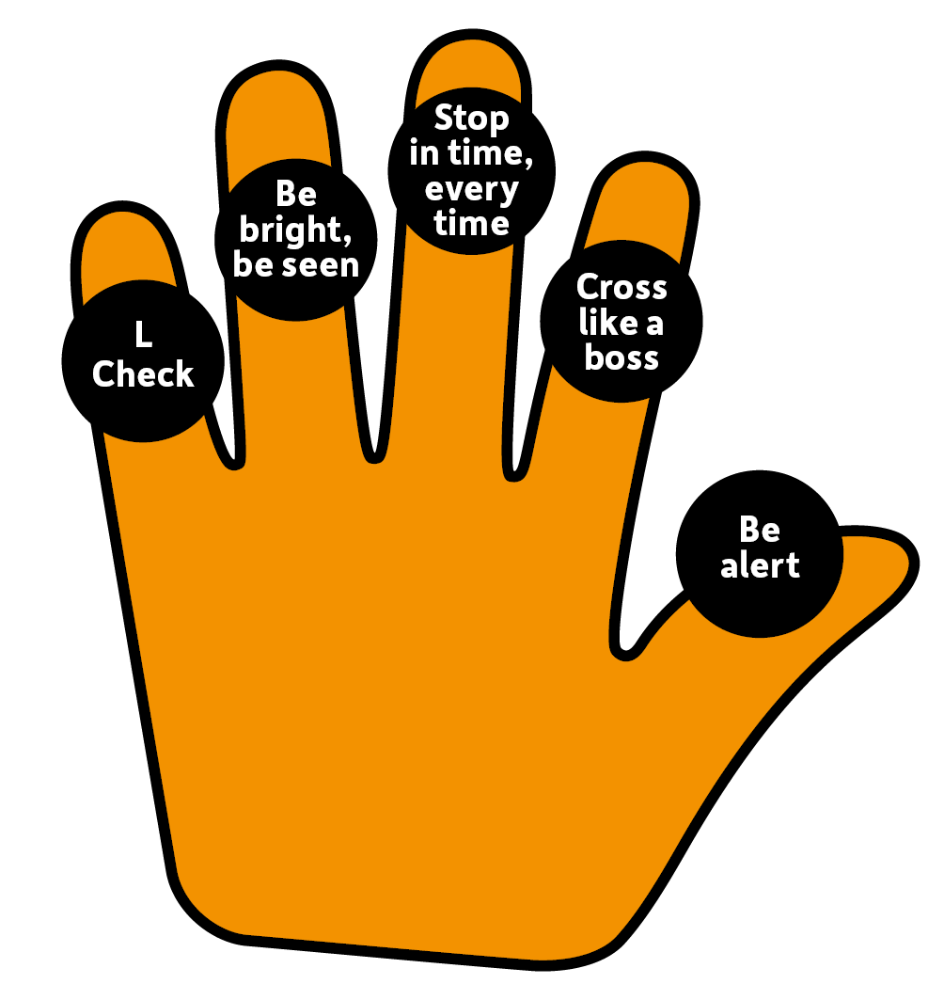 L
Check
Be
bright,
be seen
Stop
in time,
every
time
Cross
like a
boss
Be
alert